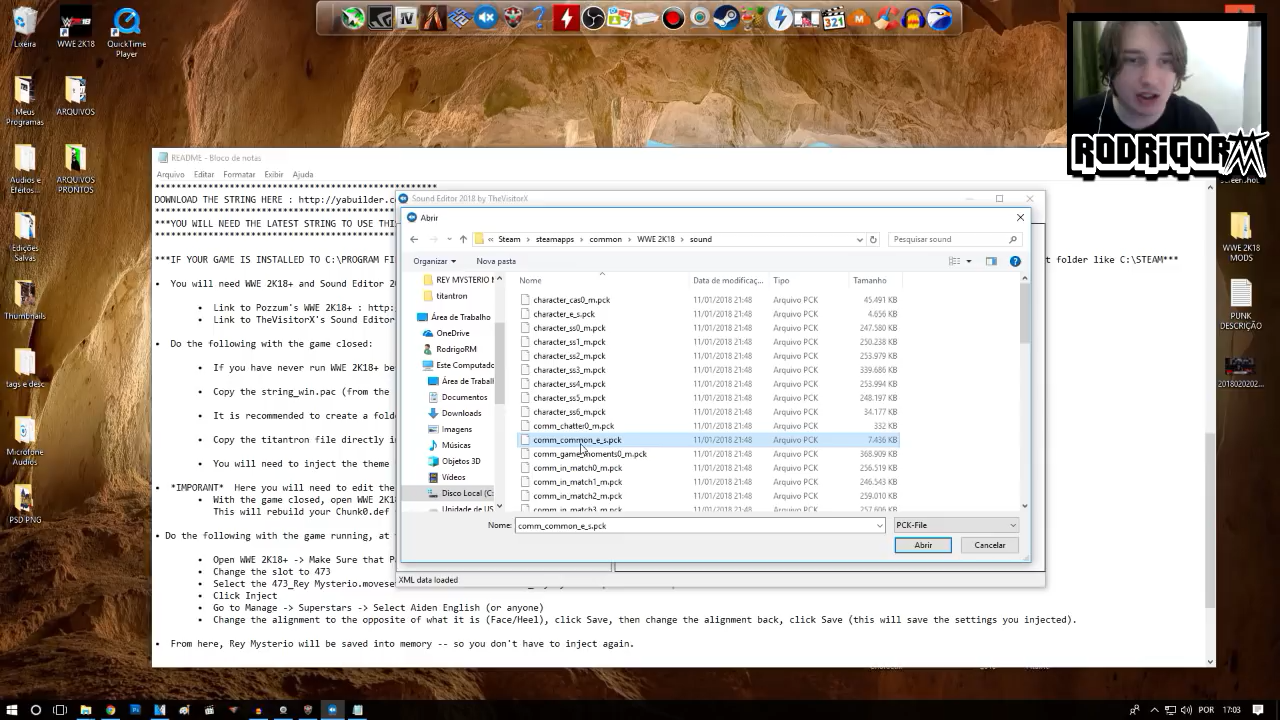 Lixeira
WWE 2K18
QuickTime
Player
Meus
Programas
ARQUIVOS
Audios e
Efeitos...
ARQUIVOS
PRONTOS
Edições
Salvas
Thumbnails
tags e desc
Microfone
Audios
PSD PNG
RODRIGORM
WWE 2K18
MODS
PUNK
DESCRIÇÃO
README - Bloco de notas
Arquivo Editar Formatar Exibir Ajuda
****************************************************
DOWNLOAD THE STRING HERE : http://yabuilder.c
***YOU WILL NEED THE LATEST STRING TO USE THI
***IF YOUR GAME IS INSTALLED TO C:\PROGRAM FI
t folder like C:\STEAM***
• You will need WWE 2K18+ and Sound Editor 20
• Link to Pozzum's WWE 2K18+ : http:
• Link to TheVisitorX's Sound Editor
• Do the following with the game closed:
• If you have never run WWE 2K18+ be
• Copy the string_win.pac (from the
• It is recommended to create a folde
• Copy the titantron file directly in
• You will need to inject the theme
• *IMPORANT* Here you will need to edit the
• With the game closed, open WWE 2K18
This will rebuild your Chunk0.def
• Do the following with the game running, at
• Open WWE 2K18+ -> Make Sure that P
• Change the slot to 473
• Select the 473_Rey Mysterio.movese
• Click Inject
• Go to Manage -> Superstars -> Select Aiden English (or anyone)
• Change the alignment to the opposite of what it is (Face/Heel), click Save, then change the alignment back, click Save (this will save the settings you injected).
• From here, Rey Mysterio will be saved into memory -- so you don't have to inject again.
Sound Editor 2018 by TheVisitorX
Abrir
« Steam › steamapps › common › WWE 2K18 › sound
Pesquisar sound
Organizar
Nova pasta
REY MYSTERIO
titantron
Área de Trabalho
OneDrive
RodrigoRM
Este Computado
Área de Trabal
Documentos
Downloads
Imagens
Músicas
Objetos 3D
Vídeos
Disco Local (C:
Unidade de US
Nome Data de modificaç... Tipo Tamanho
character_cas0_m.pck 11/01/2018 21:48 Arquivo PCK 45.491 KB
character_e_s.pck 11/01/2018 21:48 Arquivo PCK 4.656 KB
character_ss0_m.pck 11/01/2018 21:48 Arquivo PCK 247.580 KB
character_ss1_m.pck 11/01/2018 21:48 Arquivo PCK 250.238 KB
character_ss2_m.pck 11/01/2018 21:48 Arquivo PCK 253.979 KB
character_ss3_m.pck 11/01/2018 21:48 Arquivo PCK 339.686 KB
character_ss4_m.pck 11/01/2018 21:48 Arquivo PCK 253.994 KB
character_ss5_m.pck 11/01/2018 21:48 Arquivo PCK 248.197 KB
character_ss6_m.pck 11/01/2018 21:48 Arquivo PCK 34.177 KB
comm_chatter0_m.pck 11/01/2018 21:48 Arquivo PCK 332 KB
comm_common_e_s.pck 11/01/2018 21:48 Arquivo PCK 7.436 KB
comm_game_moments0_m.pck 11/01/2018 21:48 Arquivo PCK 368.909 KB
comm_in_match0_m.pck 11/01/2018 21:48 Arquivo PCK 256.519 KB
comm_in_match1_m.pck 11/01/2018 21:48 Arquivo PCK 246.543 KB
comm_in_match2_m.pck 11/01/2018 21:48 Arquivo PCK 259.010 KB
comm_in_match3_m.pck 11/01/2018 21:48 Arquivo PCK 257.606 KB
Nome: comm_common_e_s.pck
PCK-File
Abrir
Cancelar
XML data loaded
POR 17:03